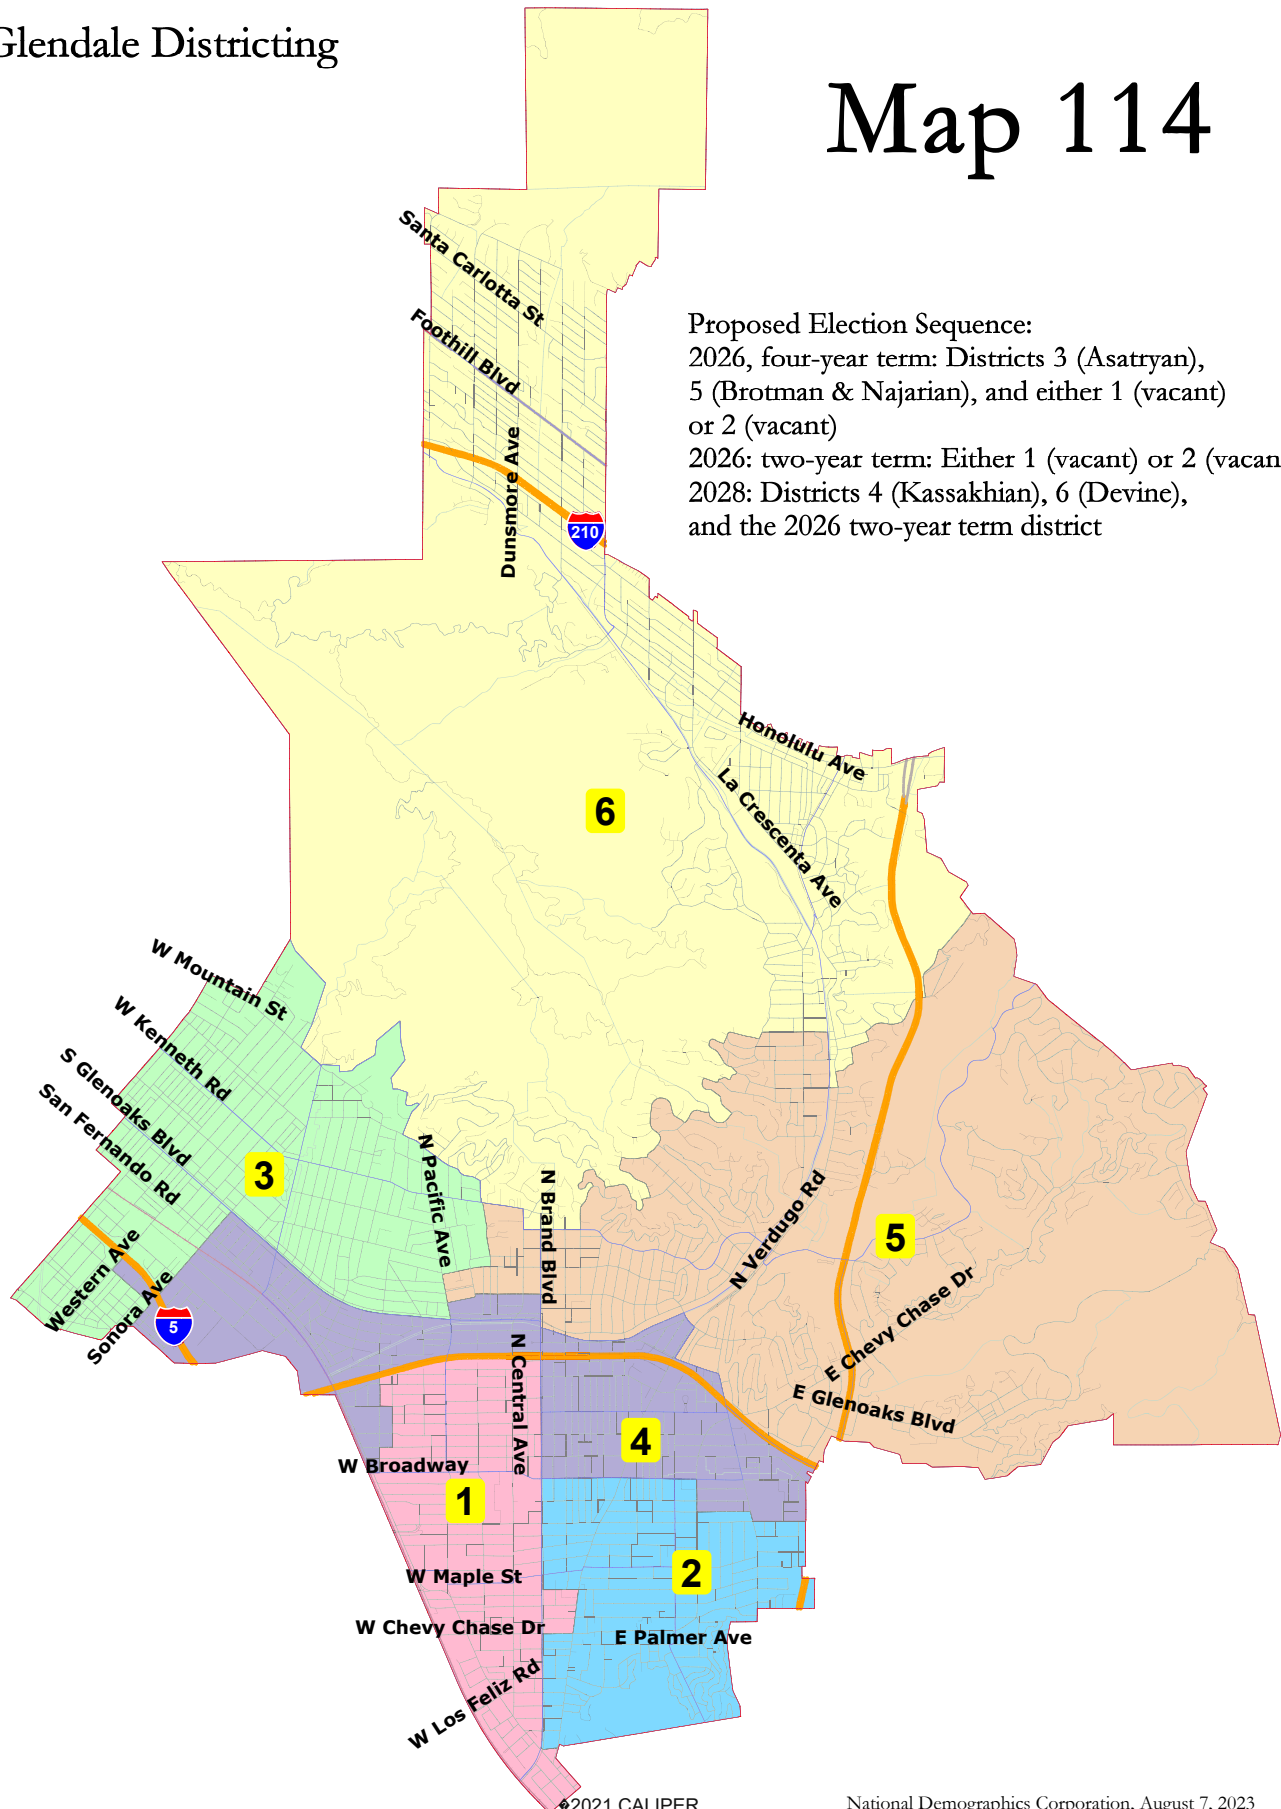 Glendale Districting
Map 114
Santa Carlotta St
Foothill Blvd
Proposed Election Sequence:
2026, four-year term: Districts 3 (Asatryan),
5 (Brotman & Najarian), and either 1 (vacant)
or 2 (vacant)
2026: two-year term: Either 1 (vacant) or 2 (vacan
2028: Districts 4 (Kassakhian), 6 (Devine),
and the 2026 two-year term district
Dunsmore Ave
210
Honolulu Ave
La Crescenta Ave
6
W Mountain St
W Kenneth Rd
S Glenoaks Blvd
San Fernando Rd
3
N Pacific Ave
N Brand Blvd
N Verdugo Rd
5
Western Ave
Sonora Ave
5
E Chevy Chase Dr
E Glenoaks Blvd
N Central Ave
4
W Broadway
1
2
W Maple St
W Chevy Chase Dr
E Palmer Ave
W Los Feliz Rd
�2021 CALIPER
National Demographics Corporation, August 7, 2023